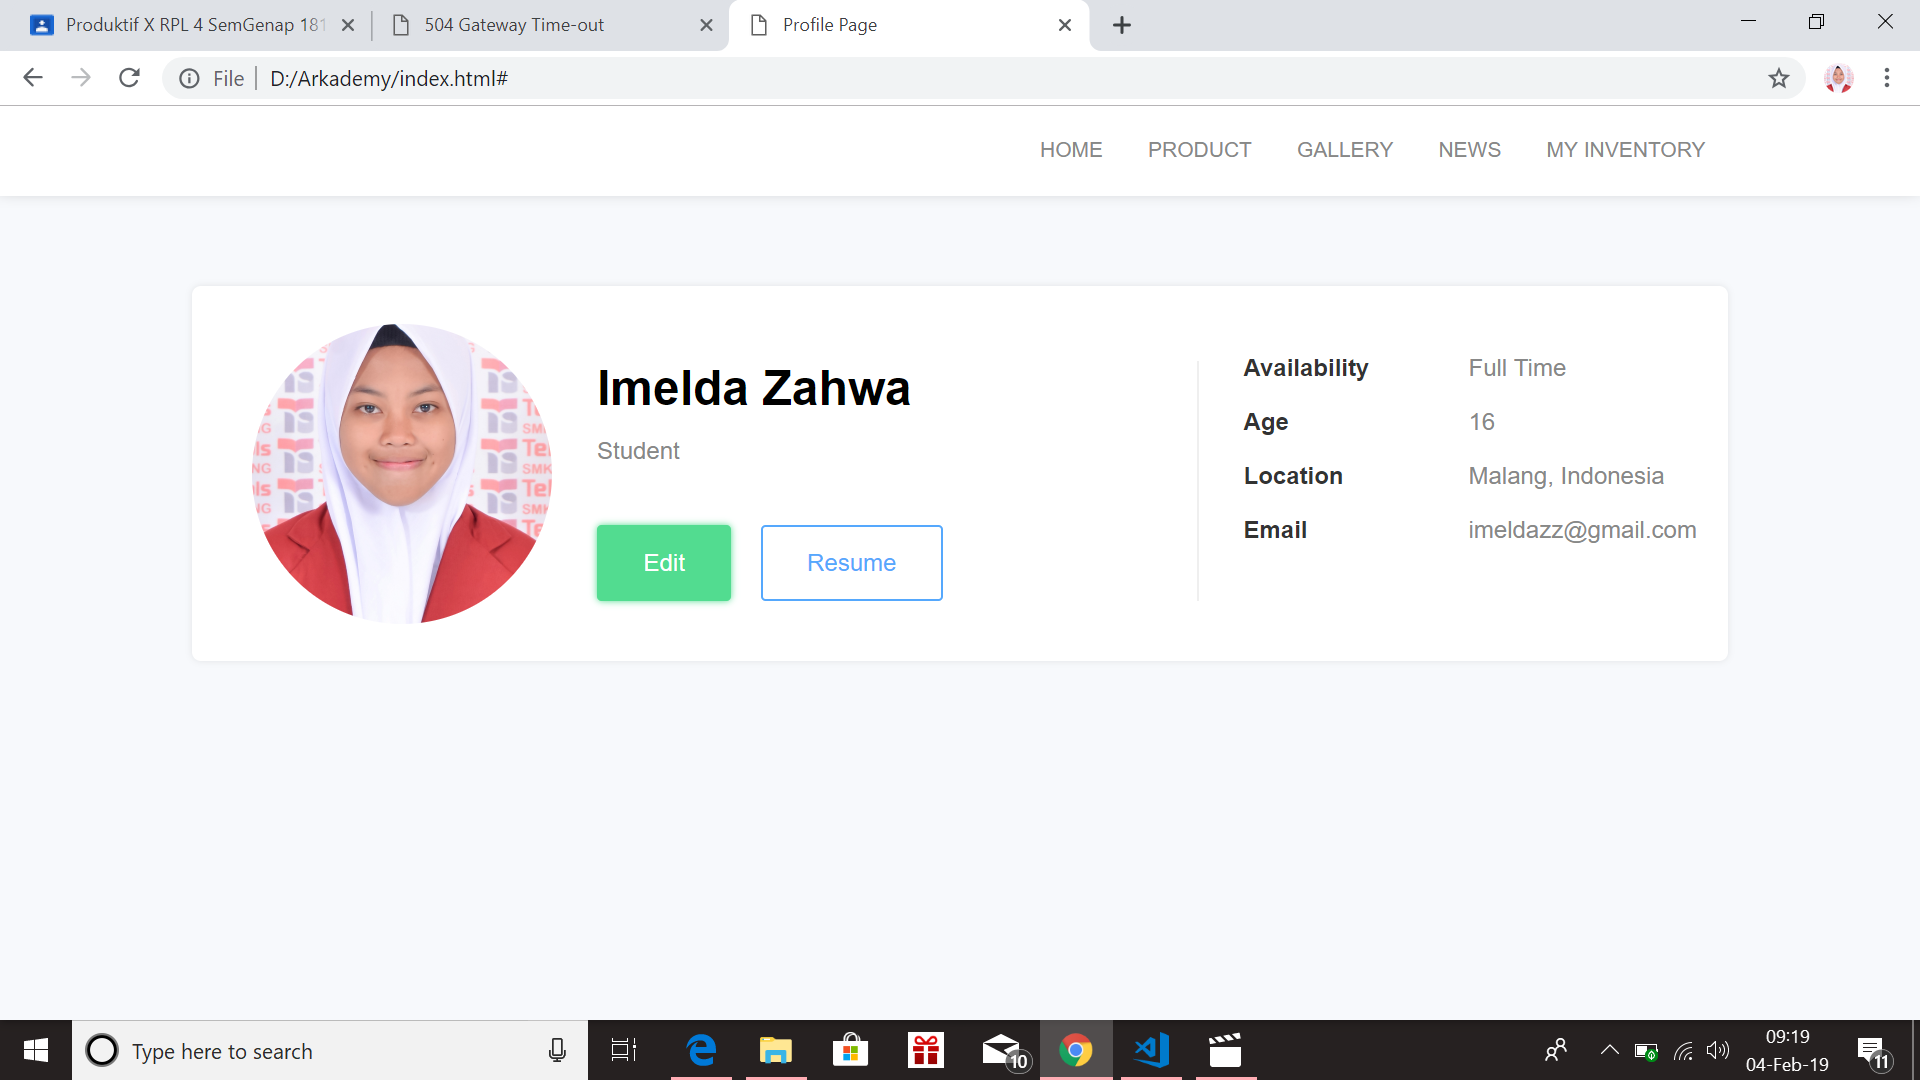 Produktif X RPL 4 SemGenap 181
504 Gateway Time-out
Profile Page
File
D:/Arkademy/index.html#
HOME PRODUCT GALLERY NEWS MY INVENTORY
Imelda Zahwa
Student
Edit
Resume
Availability Full Time
Age 16
Location Malang, Indonesia
Email imeldazz@gmail.com
Type here to search
10
09:19
04-Feb-19
11